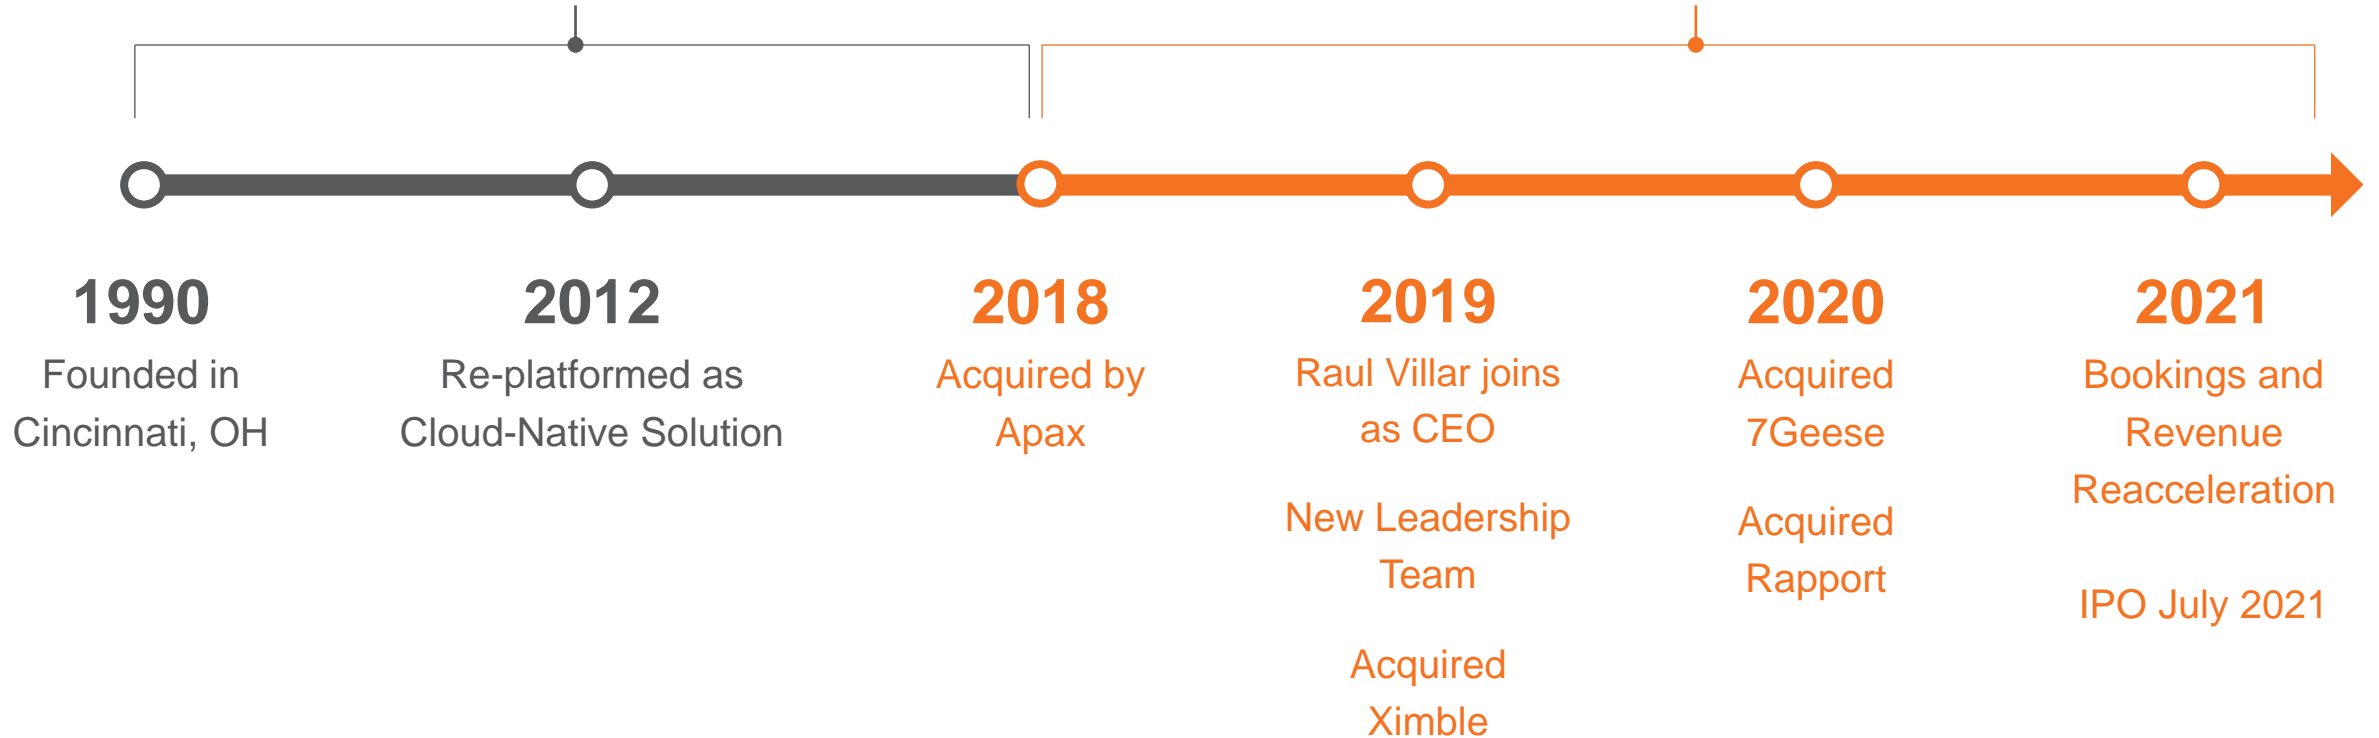 1990
Founded in
Cincinnati, OH
2012
Re-platformed as
Cloud-Native Solution
2018
Acquired by
Apax
2019
Raul Villar joins
as CEO
New Leadership
Team
Acquired
Ximble
2020
Acquired
7Geese
Acquired
Rapport
2021
Bookings and
Revenue
Reacceleration
IPO July 2021